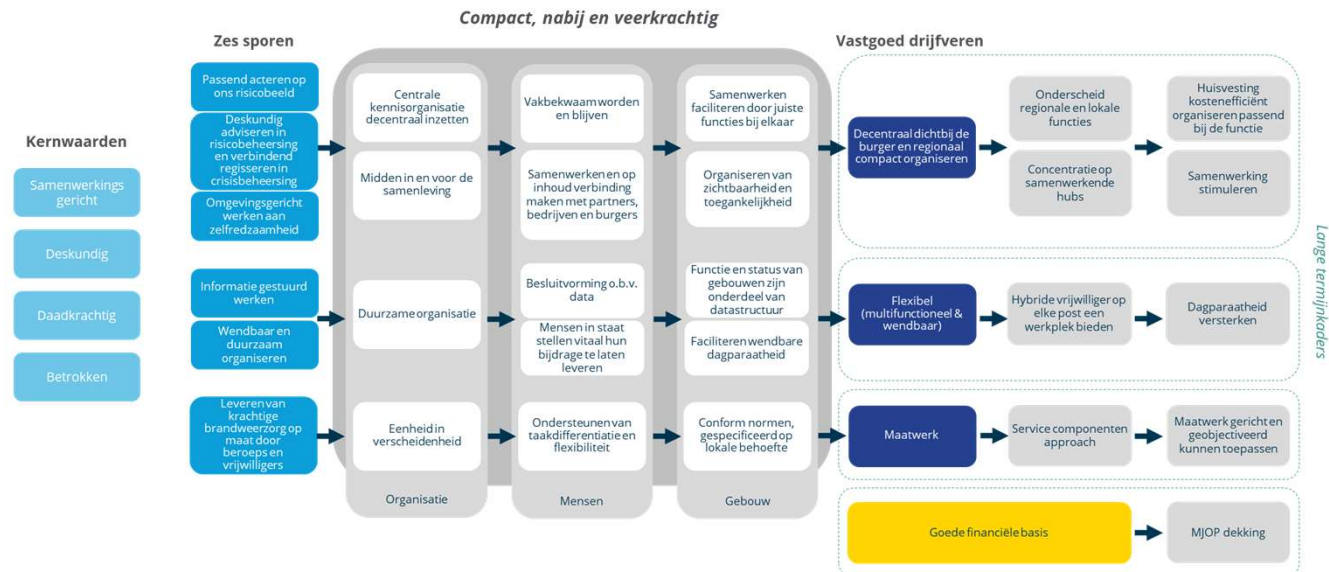 Compact, nabij en veerkrachtig
Kernwaarden
Samenwerkings
gericht
Deskundig
Daadkrachtig
Betrokken
Zes sporen
Passend acteren op
ons risicobeeld
Deskundig
adviseren in
risicobeheersing
en verbindend
regisseren in
crisisbeheersing
Omgevingsgericht
werken aan
zelfredzaamheid
Informatie gestuurd
werken
Wendbaar en
duurzaam
organiseren
Leveren van
krachtige
brandweerzorg op
maat door
beroeps en
vrijwilligers
Centrale
kennisorganisatie
decentraal inzetten
Midden in en voor de
samenleving
Duurzame organisatie
Eenheid in
verscheidenheid
Organisatie
Vakbekwaam worden
en blijven
Samenwerken en op
inhoud verbinding
maken met partners,
bedrijven en burgers
Besluitvorming o.b.v.
data
Mensen in staat
stellen vitaal hun
bijdrage te laten
leveren
Ondersteunen van
taakdifferentiatie en
flexibiliteit
Mensen
Samenwerken
faciliteren door juiste
functies bij elkaar
Organiseren van
zichtbaarheid en
toegankelijkheid
Functie en status van
gebouwen zijn
onderdeel van
datastructuur
Faciliteren wendbare
dagparaatheid
Conform normen,
gespecificeerd op
lokale behoefte
Gebouw
Vastgoed drijfveren
Decentraal dichtbij de
burger en regionaal
compact organiseren
Onderscheid
regionale en lokale
functies
Concentratie op
samenwerkende
hubs
Huisvesting
kostenefficiënt
organiseren passend
bij de functie
Samenwerking
stimuleren
Flexibel
(multifunctioneel &
wendbaar)
Hybride vrijwilliger op
elke post een
werkplek bieden
Dagparaatheid
versterken
Maatwerk
Service componenten
approach
Maatwerk gericht en
geobjectiveerd
kunnen toepassen
Goede financiële basis
MJOP dekking
Lange termijnkaders